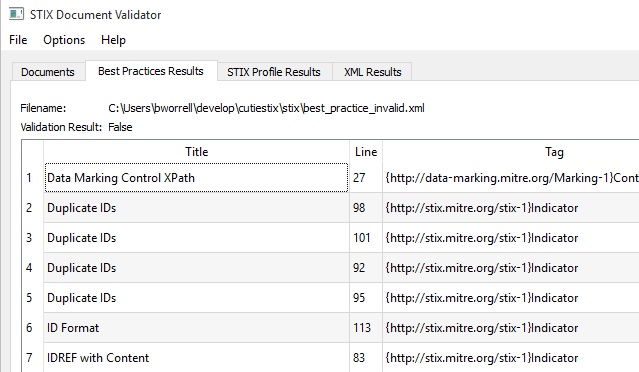 STIX Document Validator
File Options Help
Documents Best Practices Results STIX Profile Results XML Results
Filename: C:\Users\bworrell\develop\cutiestix\stix\best_practice_invalid.xml
Validation Result: False
Title Line Tag
1 Data Marking Control XPath 27 {http://data-marking.mitre.org/Marking-1}Cont
2 Duplicate IDs 98 {http://stix.mitre.org/stix-1}Indicator
3 Duplicate IDs 101 {http://stix.mitre.org/stix-1}Indicator
4 Duplicate IDs 92 {http://stix.mitre.org/stix-1}Indicator
5 Duplicate IDs 95 {http://stix.mitre.org/stix-1}Indicator
6 ID Format 113 {http://stix.mitre.org/stix-1}Indicator
7 IDREF with Content 83 {http://stix.mitre.org/stix-1}Indicator